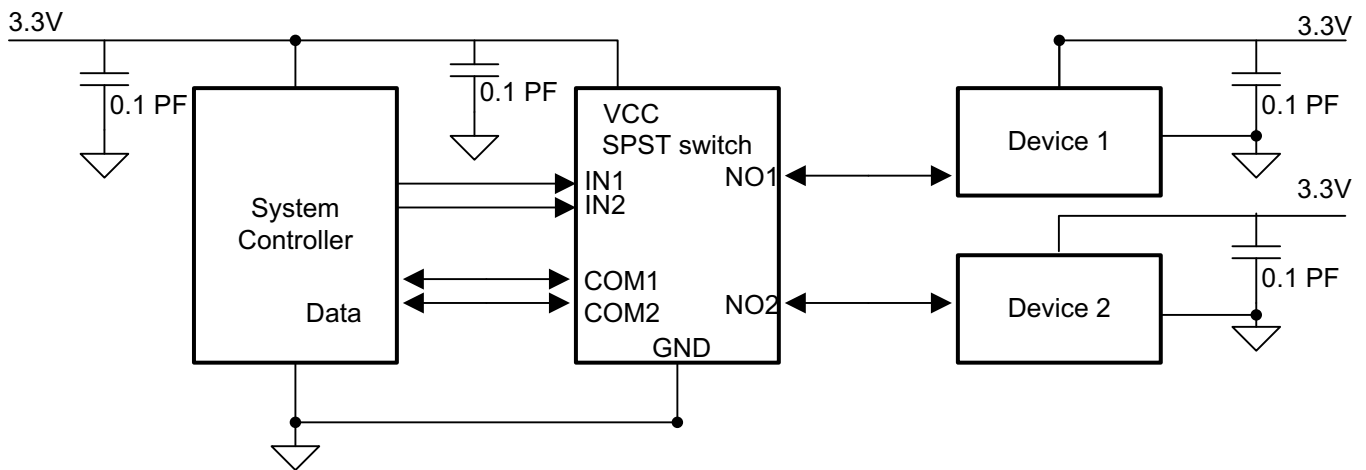 3.3V
3.3V
0.1 PF
0.1 PF
0.1 PF
VCC
SPST switch
Device 1
IN1
NO1
IN2
3.3V
System
Controller
COM1
0.1 PF
Data
COM2
NO2
Device 2
GND